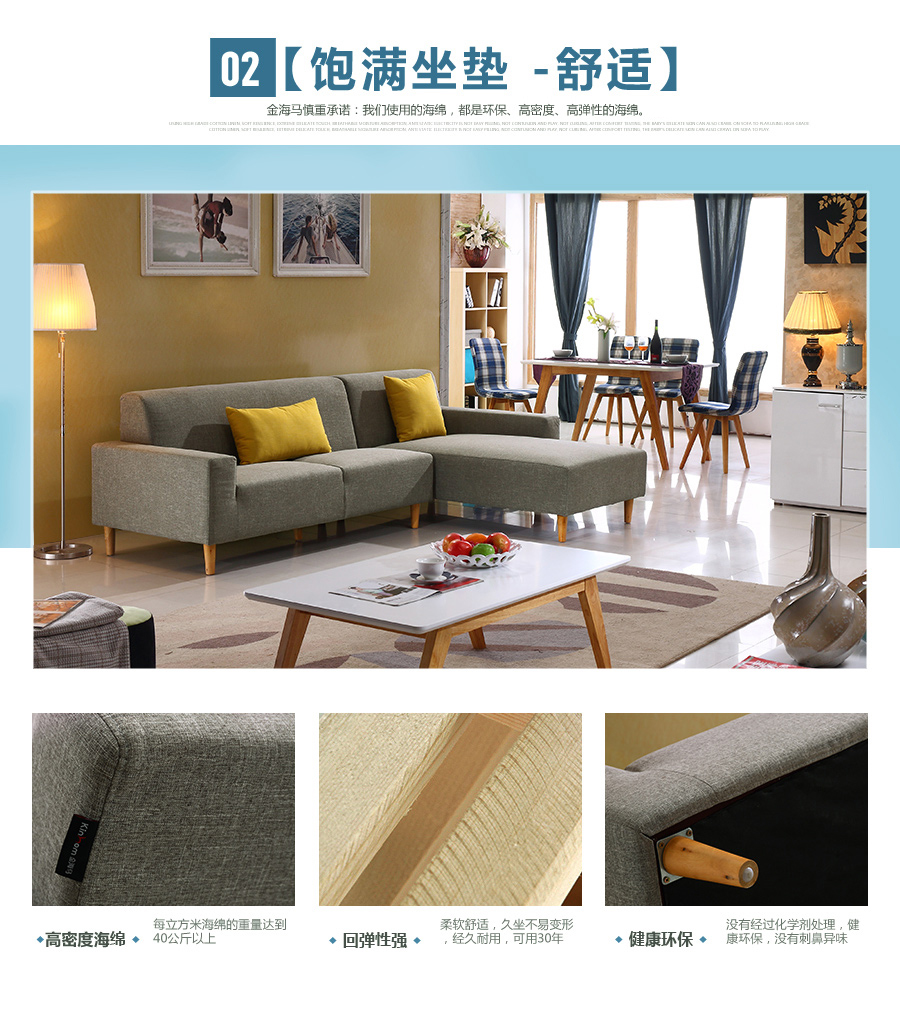 02【饱满坐垫 -舒适】
金海马慎重承诺：我们使用的海绵，都是环保、高密度、高弹性的海绵。
KinHom
高密度海绵
每立方米海绵的重量达到
40公斤以上
回弹性强
柔软舒适，久坐不易变形
，经久耐用，可用30年
健康环保
没有经过化学剂处理，健
康环保，没有刺鼻异味